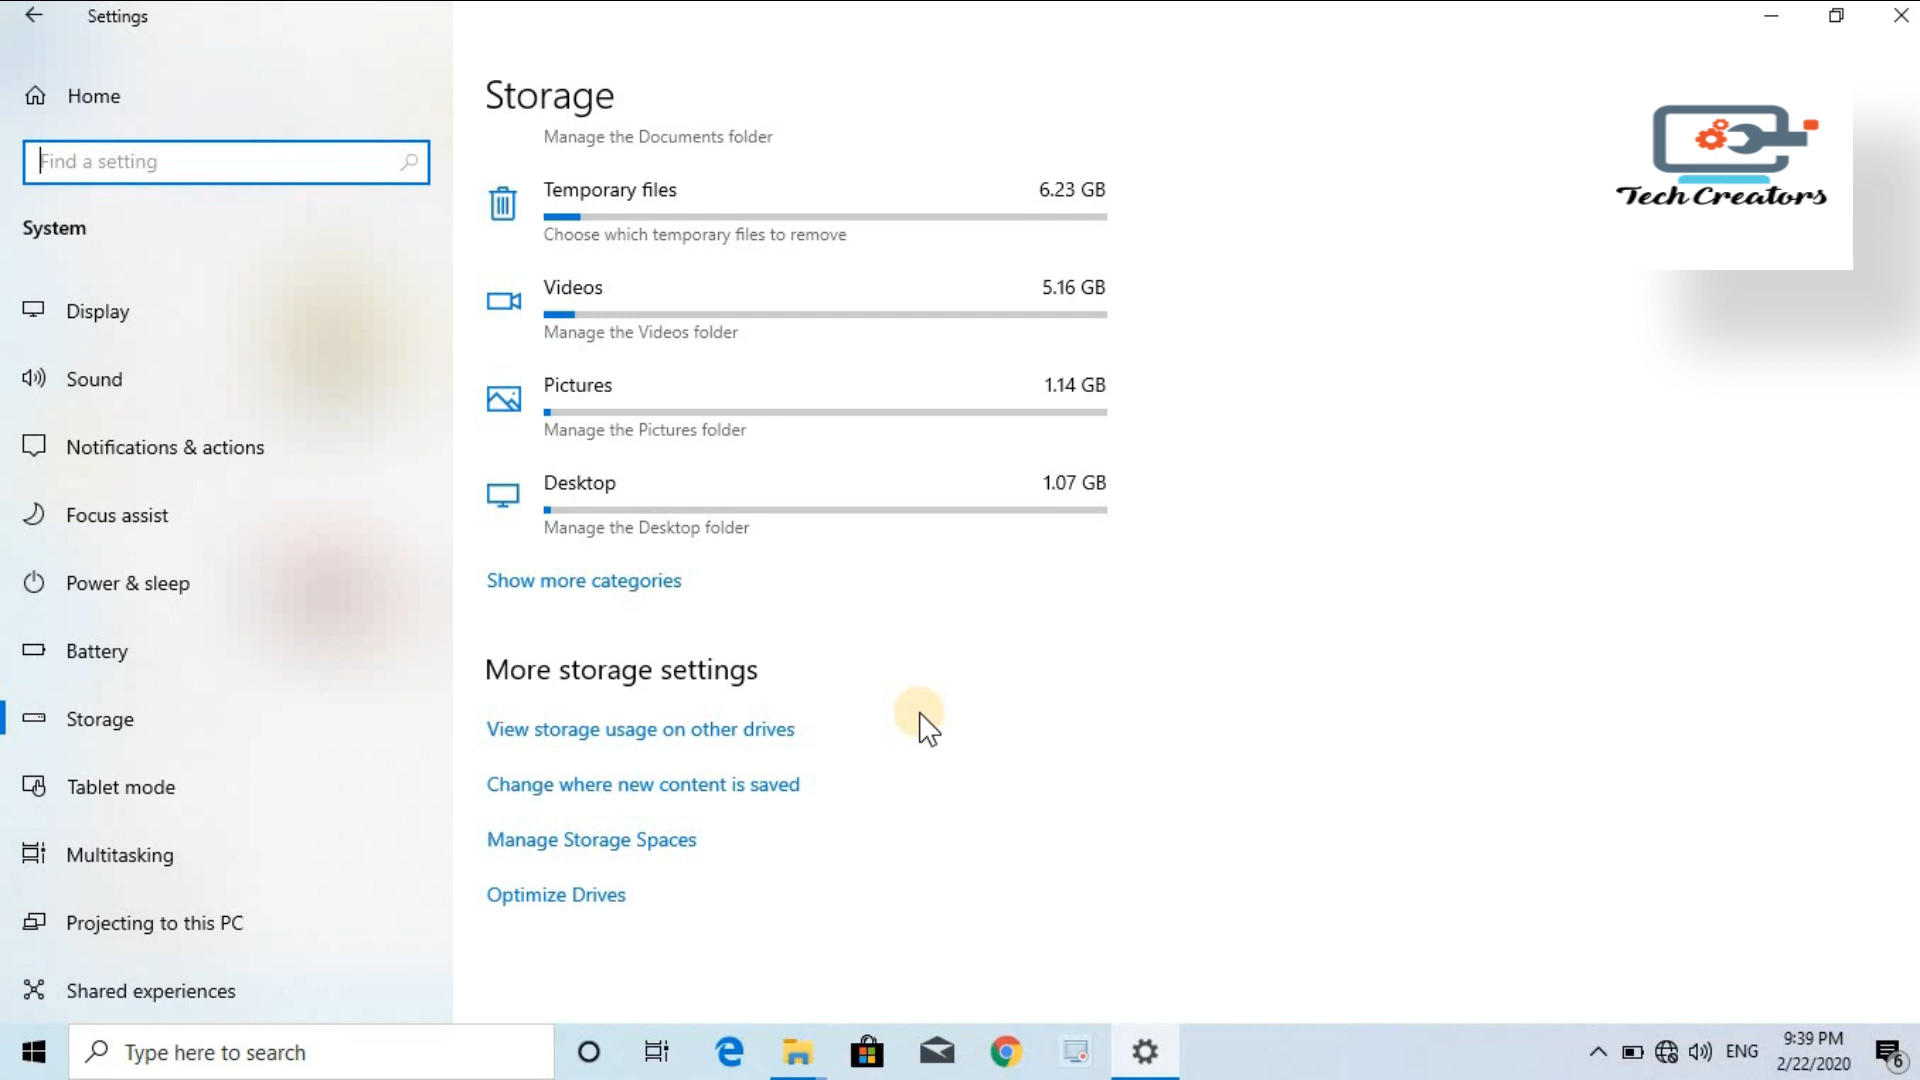 Settings
Home
Find a setting
System
Display
Sound
Notifications & actions
Focus assist
Power & sleep
Battery
Storage
Tablet mode
Multitasking
Projecting to this PC
Shared experiences
Storage
Manage the Documents folder
Temporary files 6.23 GB
Choose which temporary files to remove
Videos 5.16 GB
Manage the Videos folder
Pictures 1.14 GB
Manage the Pictures folder
Desktop 1.07 GB
Manage the Desktop folder
Show more categories
More storage settings
View storage usage on other drives
Change where new content is saved
Manage Storage Spaces
Optimize Drives
Tech Creators
Type here to search
ENG
9:39 PM
2/22/2020
6